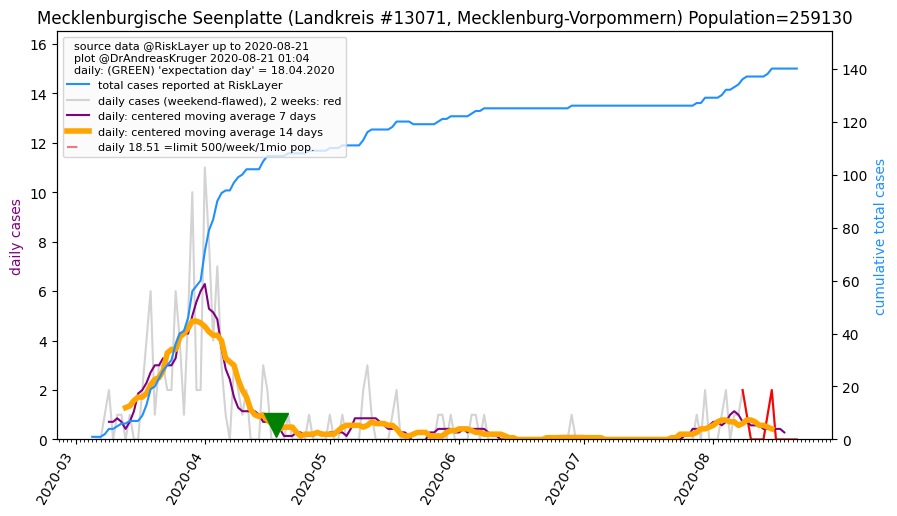 Mecklenburgische Seenplatte (Landkreis #13071, Mecklenburg-Vorpommern) Population=259130
source data @RiskLayer up to 2020-08-21
plot @DrAndreasKruger 2020-08-21 01:04
daily: (GREEN) 'expectation day' = 18.04.2020
total cases reported at RiskLayer
daily cases (weekend-flawed), 2 weeks: red
daily: centered moving average 7 days
daily: centered moving average 14 days
daily 18.51 =limit 500/week/1mio pop.
daily cases
16
14
12
10
8
6
4
2
0
cumulative total cases
140
120
100
80
60
40
20
0
2020-03
2020-04
2020-05
2020-06
2020-07
2020-08